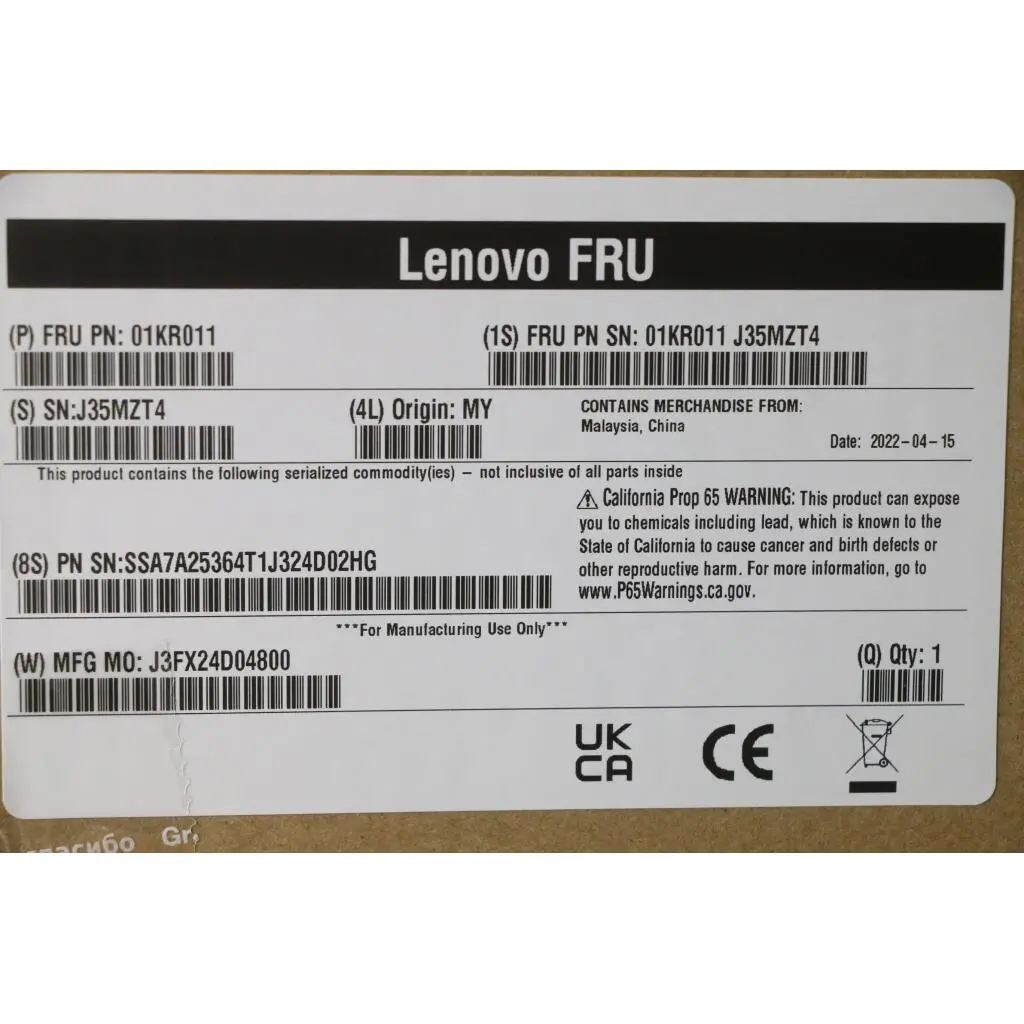 Lenovo FRU
(P) FRU PN: 01KR011
(1S) FRU PN SN: 01KR011 J35MZT4
(S) SN:J35MZT4
(4L) Origin: MY
CONTAINS MERCHANDISE FROM:
Malaysia, China
Date: 2022-04-15
This product contains the following serialized commodity(ies) – not inclusive of all parts inside
⚠ California Prop 65 WARNING: This product can expose
you to chemicals including lead, which is known to the
State of California to cause cancer and birth defects or
other reproductive harm. For more information, go to
www.P65Warnings.ca.gov.
(8S) PN SN:SSA7A25364T1J324D02HG
***For Manufacturing Use Only***
(W) MFG MO: J3FX24D04800
(Q) Qty: 1
UK
CA
CE